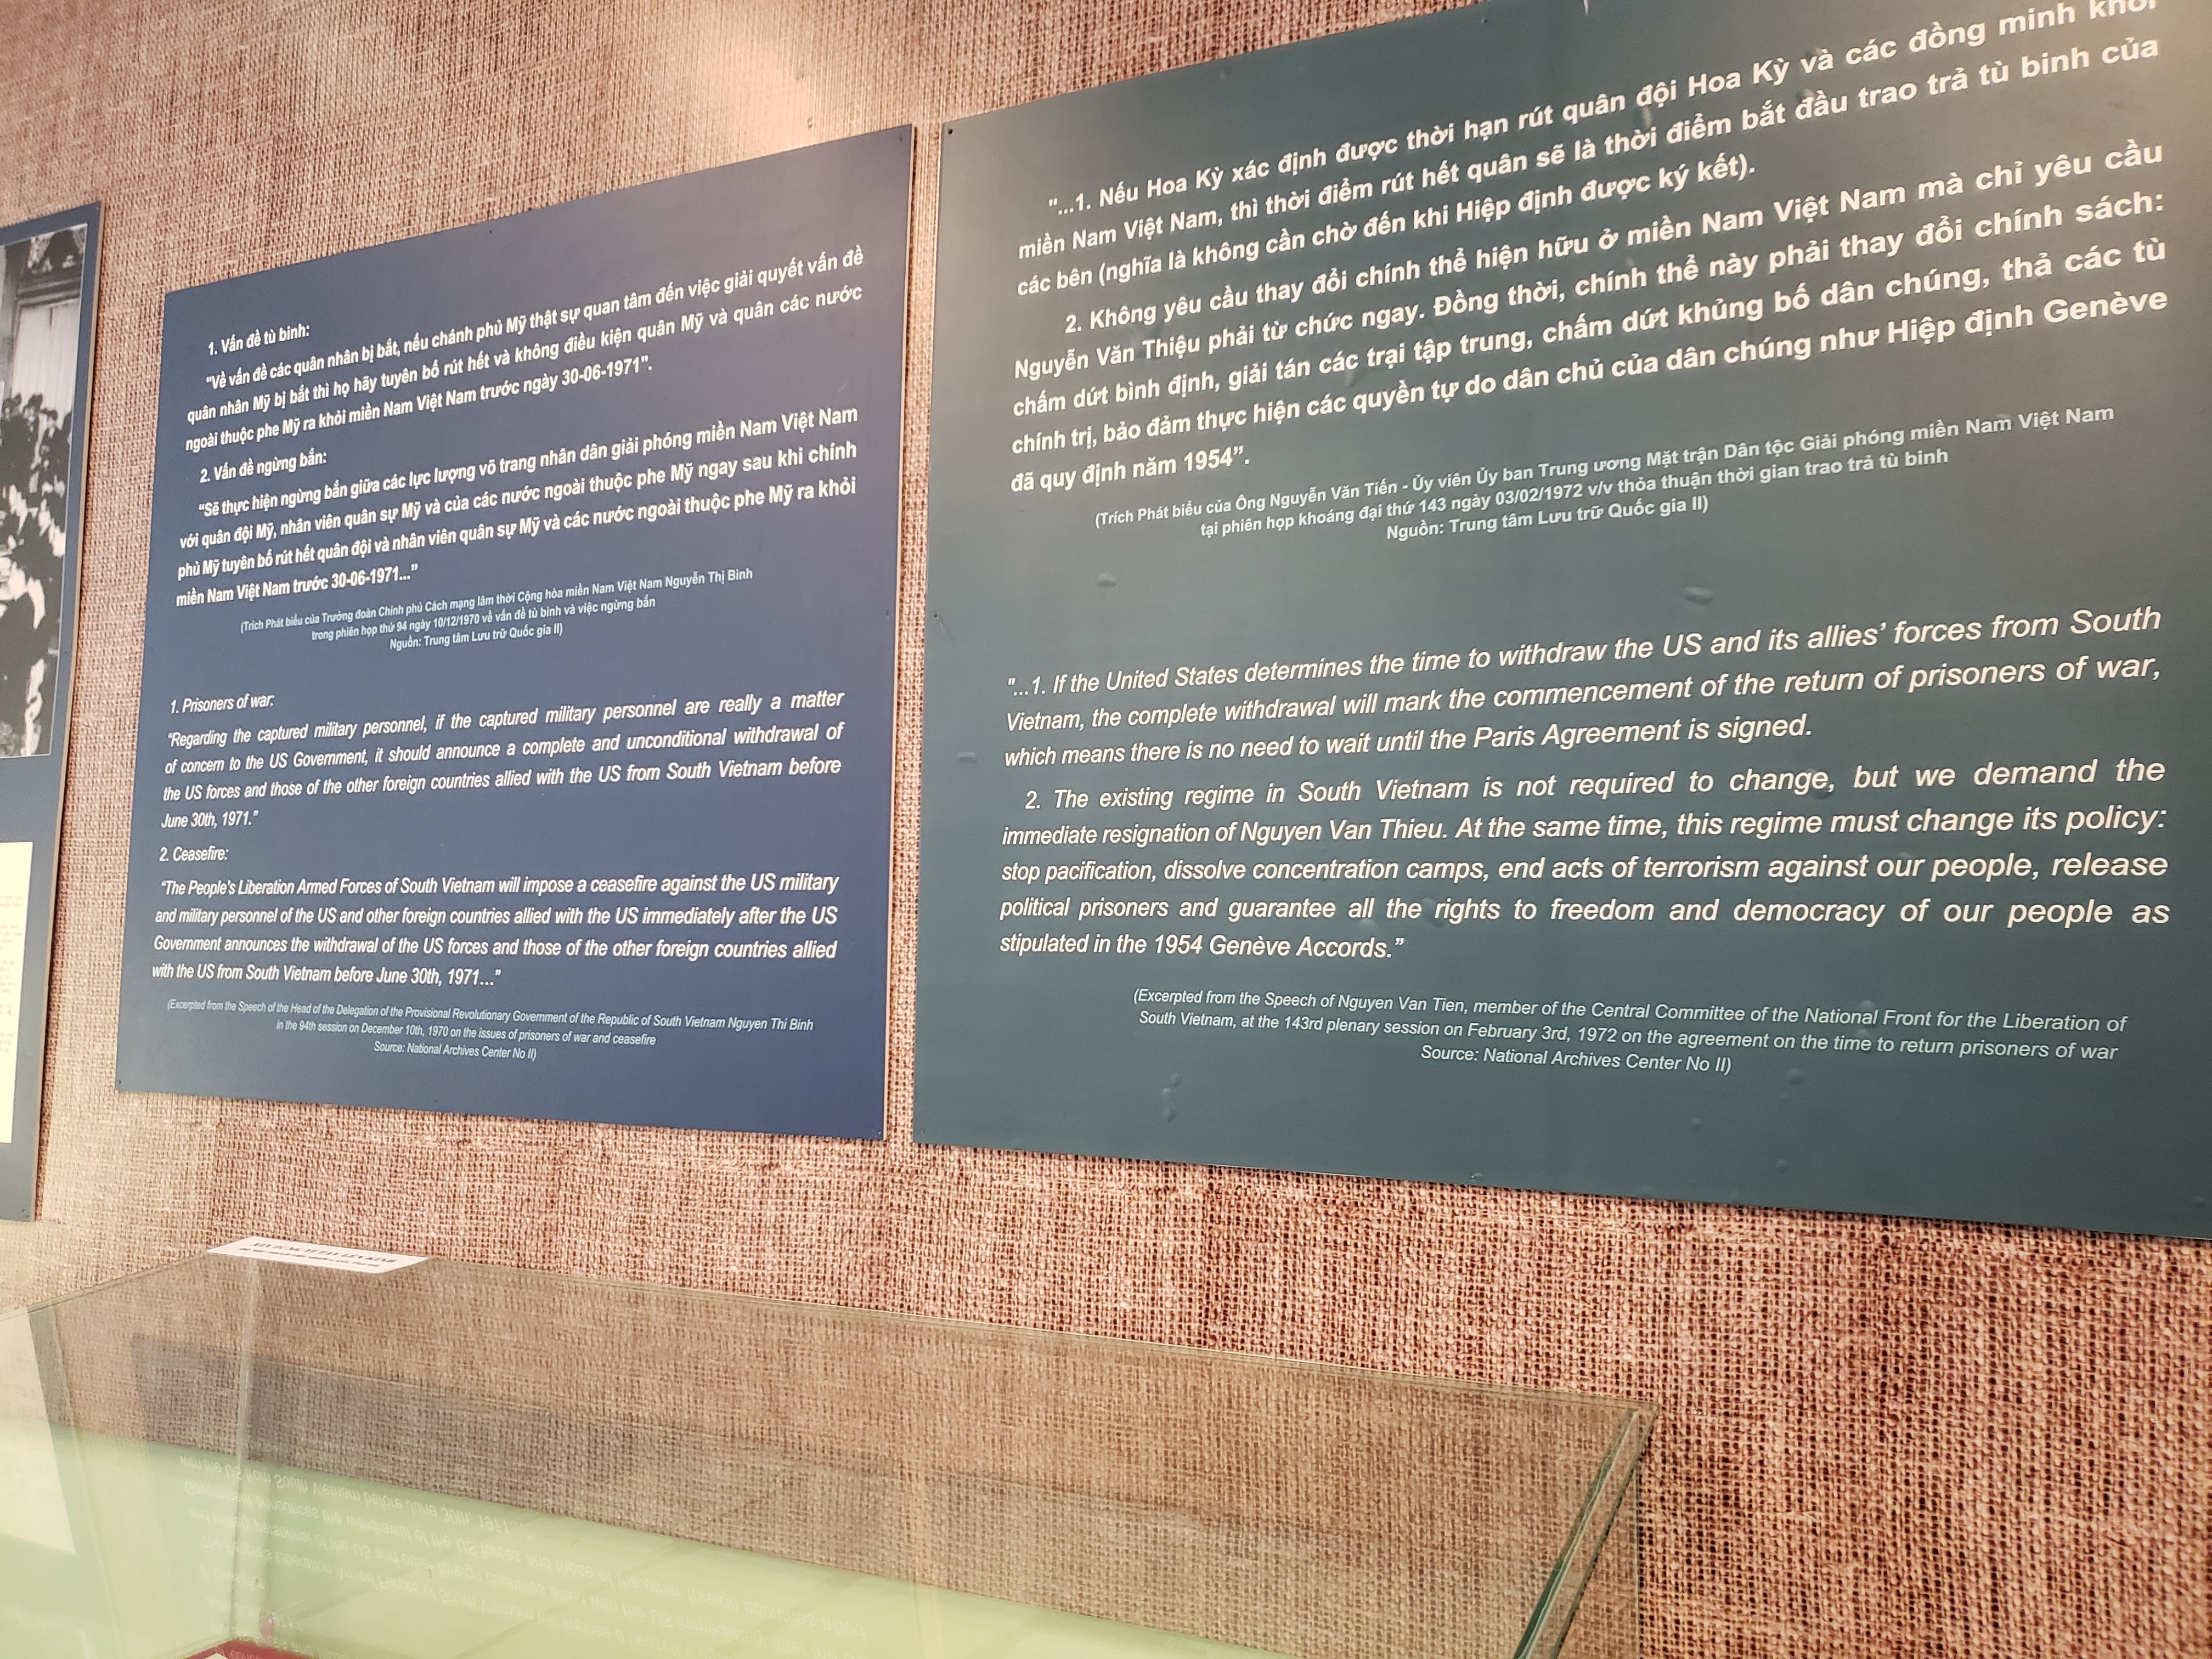 1. Vấn đề tù binh:
"Về vấn đề các quân nhân bị bắt, nếu chánh phủ Mỹ thật sự quan tâm đến việc giải quyết vấn đề
quân nhân Mỹ bị bắt thì họ hãy tuyên bố rút hết và không điều kiện quân Mỹ và quân các nước
ngoài thuộc phe Mỹ ra khỏi miền Nam Việt Nam trước ngày 30-06-1971".
2. Vấn đề ngừng bắn:
“Sẽ thực hiện ngừng bắn giữa các lực lượng võ trang nhân dân giải phóng miền Nam Việt Nam
với quân đội Mỹ, nhân viên quân sự Mỹ và của các nước ngoài thuộc phe Mỹ ngay sau khi chính
phủ Mỹ tuyên bố rút hết quân đội và nhân viên quân sự Mỹ và các nước ngoài thuộc phe Mỹ ra khỏi
miền Nam Việt Nam trước 30-06-1971...”
(Trích Phát biểu của Trưởng đoàn Chính phủ Cách mạng lâm thời Cộng hòa miền Nam Việt Nam Nguyễn Thị Bình
trong phiên họp thứ 94 ngày 10/12/1970 về vấn đề tù binh và việc ngừng bắn
Nguồn: Trung tâm Lưu trữ Quốc gia II)
1. Prisoners of war:
“Regarding the captured military personnel, if the captured military personnel are really a matter
of concern to the US Government, it should announce a complete and unconditional withdrawal of
the US forces and those of the other foreign countries allied with the US from South Vietnam before
June 30th, 1971.”
2. Ceasefire:
“The People's Liberation Armed Forces of South Vietnam will impose a ceasefire against the US military
and military personnel of the US and other foreign countries allied with the US immediately after the US
Government announces the withdrawal of the US forces and those of the other foreign countries allied
with the US from South Vietnam before June 30th, 1971...”
(Excerpted from the Speech of the Head of the Delegation of the Provisional Revolutionary Government of the Republic of South Vietnam Nguyen Thi Binh
in the 94th session on December 10th, 1970 on the issues of prisoners of war and ceasefire
Source: National Archives Center No II)
"...1. Nếu Hoa Kỳ xác định được thời hạn rút quân đội Hoa Kỳ và các đồng minh khỏi
miền Nam Việt Nam, thì thời điểm rút hết quân sẽ là thời điểm bắt đầu trao trả tù binh của
các bên (nghĩa là không cần chờ đến khi Hiệp định được ký kết).
2. Không yêu cầu thay đổi chính thể hiện hữu ở miền Nam Việt Nam mà chỉ yêu cầu
Nguyễn Văn Thiệu phải từ chức ngay. Đồng thời, chính thể này phải thay đổi chính sách:
chấm dứt bình định, giải tán các trại tập trung, chấm dứt khủng bố dân chúng, thả các tù
chính trị, bảo đảm thực hiện các quyền tự do dân chủ của dân chúng như Hiệp định Genève
đã quy định năm 1954”.
(Trích Phát biểu của Ông Nguyễn Văn Tiến - Ủy viên Ủy ban Trung ương Mặt trận Dân tộc Giải phóng miền Nam Việt Nam
tại phiên họp khoáng đại thứ 143 ngày 03/02/1972 v/v thỏa thuận thời gian trao trả tù binh
Nguồn: Trung tâm Lưu trữ Quốc gia II)
"...1. If the United States determines the time to withdraw the US and its allies’ forces from South
Vietnam, the complete withdrawal will mark the commencement of the return of prisoners of war,
which means there is no need to wait until the Paris Agreement is signed.
2. The existing regime in South Vietnam is not required to change, but we demand the
immediate resignation of Nguyen Van Thieu. At the same time, this regime must change its policy:
stop pacification, dissolve concentration camps, end acts of terrorism against our people, release
political prisoners and guarantee all the rights to freedom and democracy of our people as
stipulated in the 1954 Genève Accords.”
(Excerpted from the Speech of Nguyen Van Tien, member of the Central Committee of the National Front for the Liberation of
South Vietnam, at the 143rd plenary session on February 3rd, 1972 on the agreement on the time to return prisoners of war
Source: National Archives Center No II)